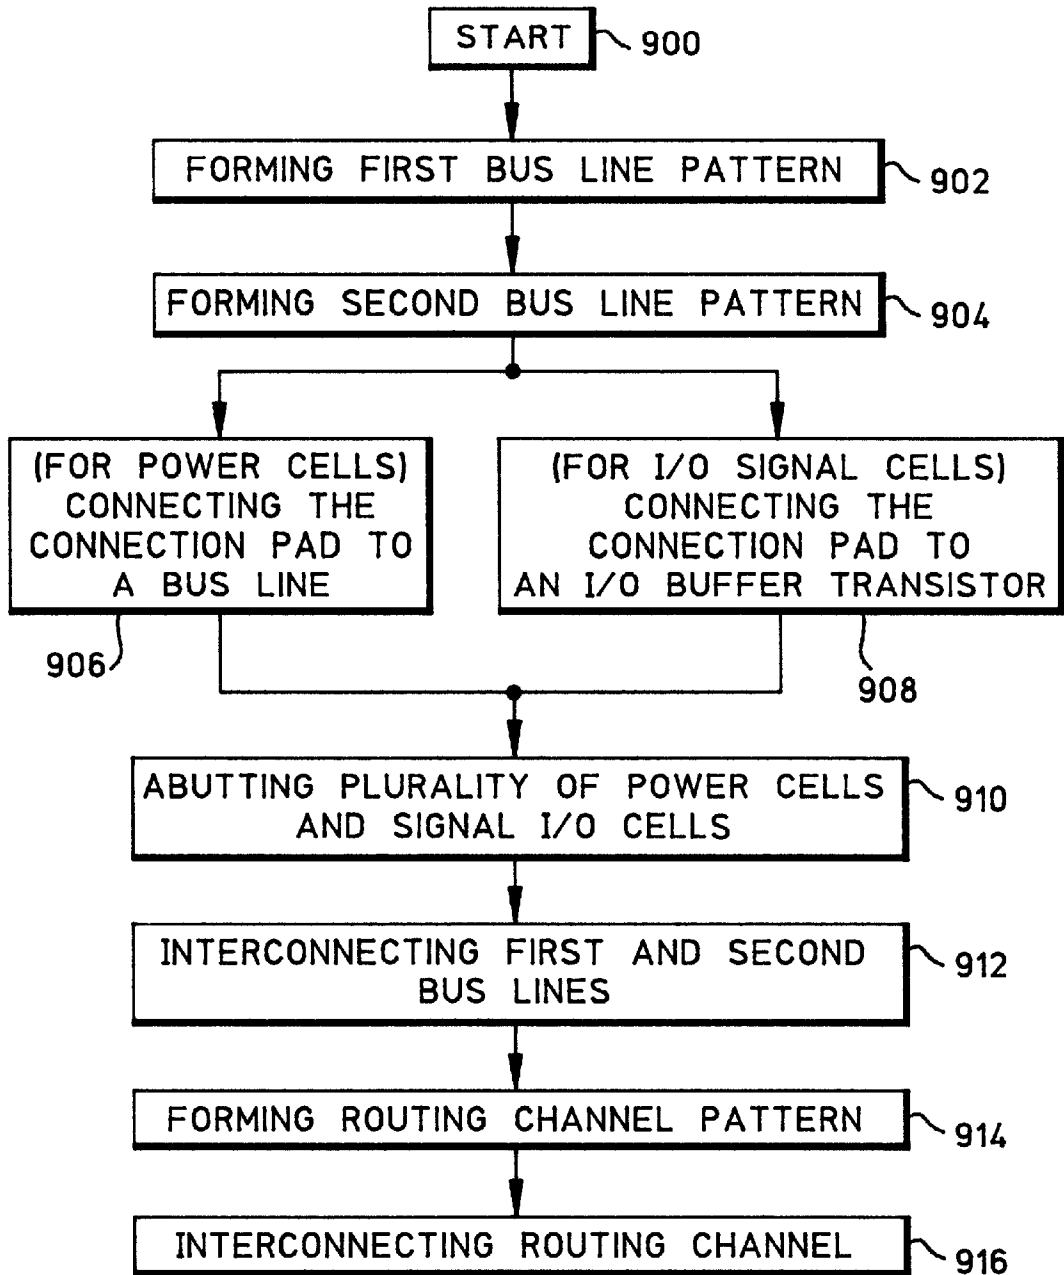 START
900
FORMING FIRST BUS LINE PATTERN
902
FORMING SECOND BUS LINE PATTERN
904
(FOR POWER CELLS)
CONNECTING THE
CONNECTION PAD TO
A BUS LINE
906
(FOR I/O SIGNAL CELLS)
CONNECTING THE
CONNECTION PAD TO
AN I/O BUFFER TRANSISTOR
908
ABUTTING PLURALITY OF POWER CELLS
AND SIGNAL I/O CELLS
910
INTERCONNECTING FIRST AND SECOND
BUS LINES
912
FORMING ROUTING CHANNEL PATTERN
914
INTERCONNECTING ROUTING CHANNEL
916